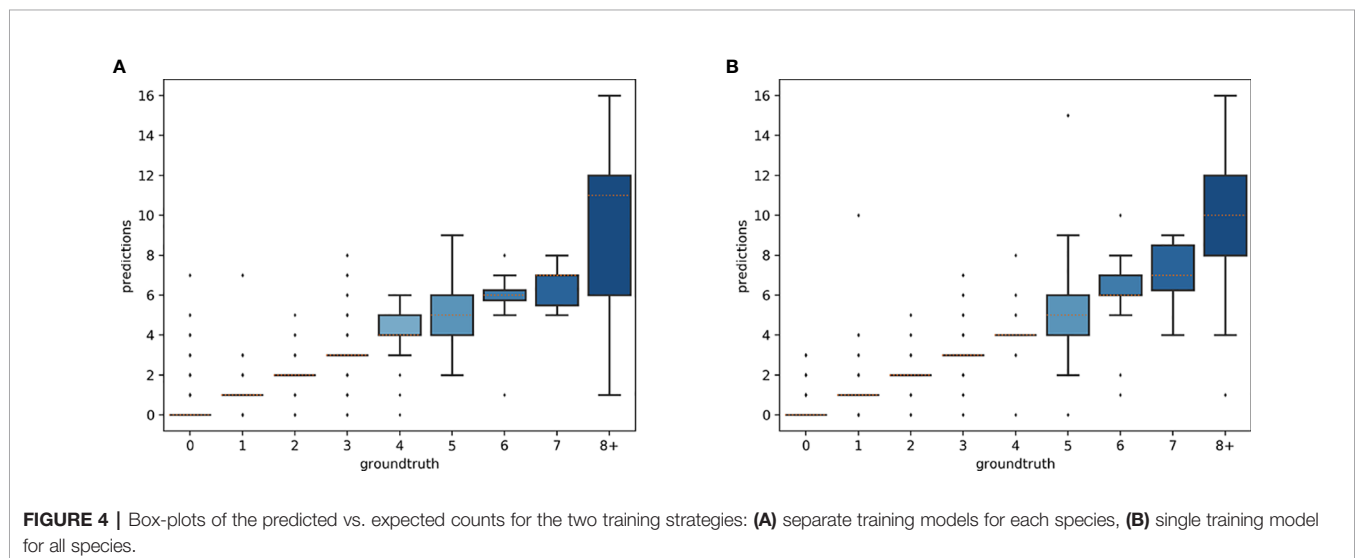 A
16
14
12
10
8
6
4
2
0
predictions
0 1 2 3 4 5 6 7 8+
groundtruth
B
16
14
12
10
8
6
4
2
0
predictions
0 1 2 3 4 5 6 7 8+
groundtruth
FIGURE 4 | Box-plots of the predicted vs. expected counts for the two training strategies: (A) separate training models for each species, (B) single training model
for all species.